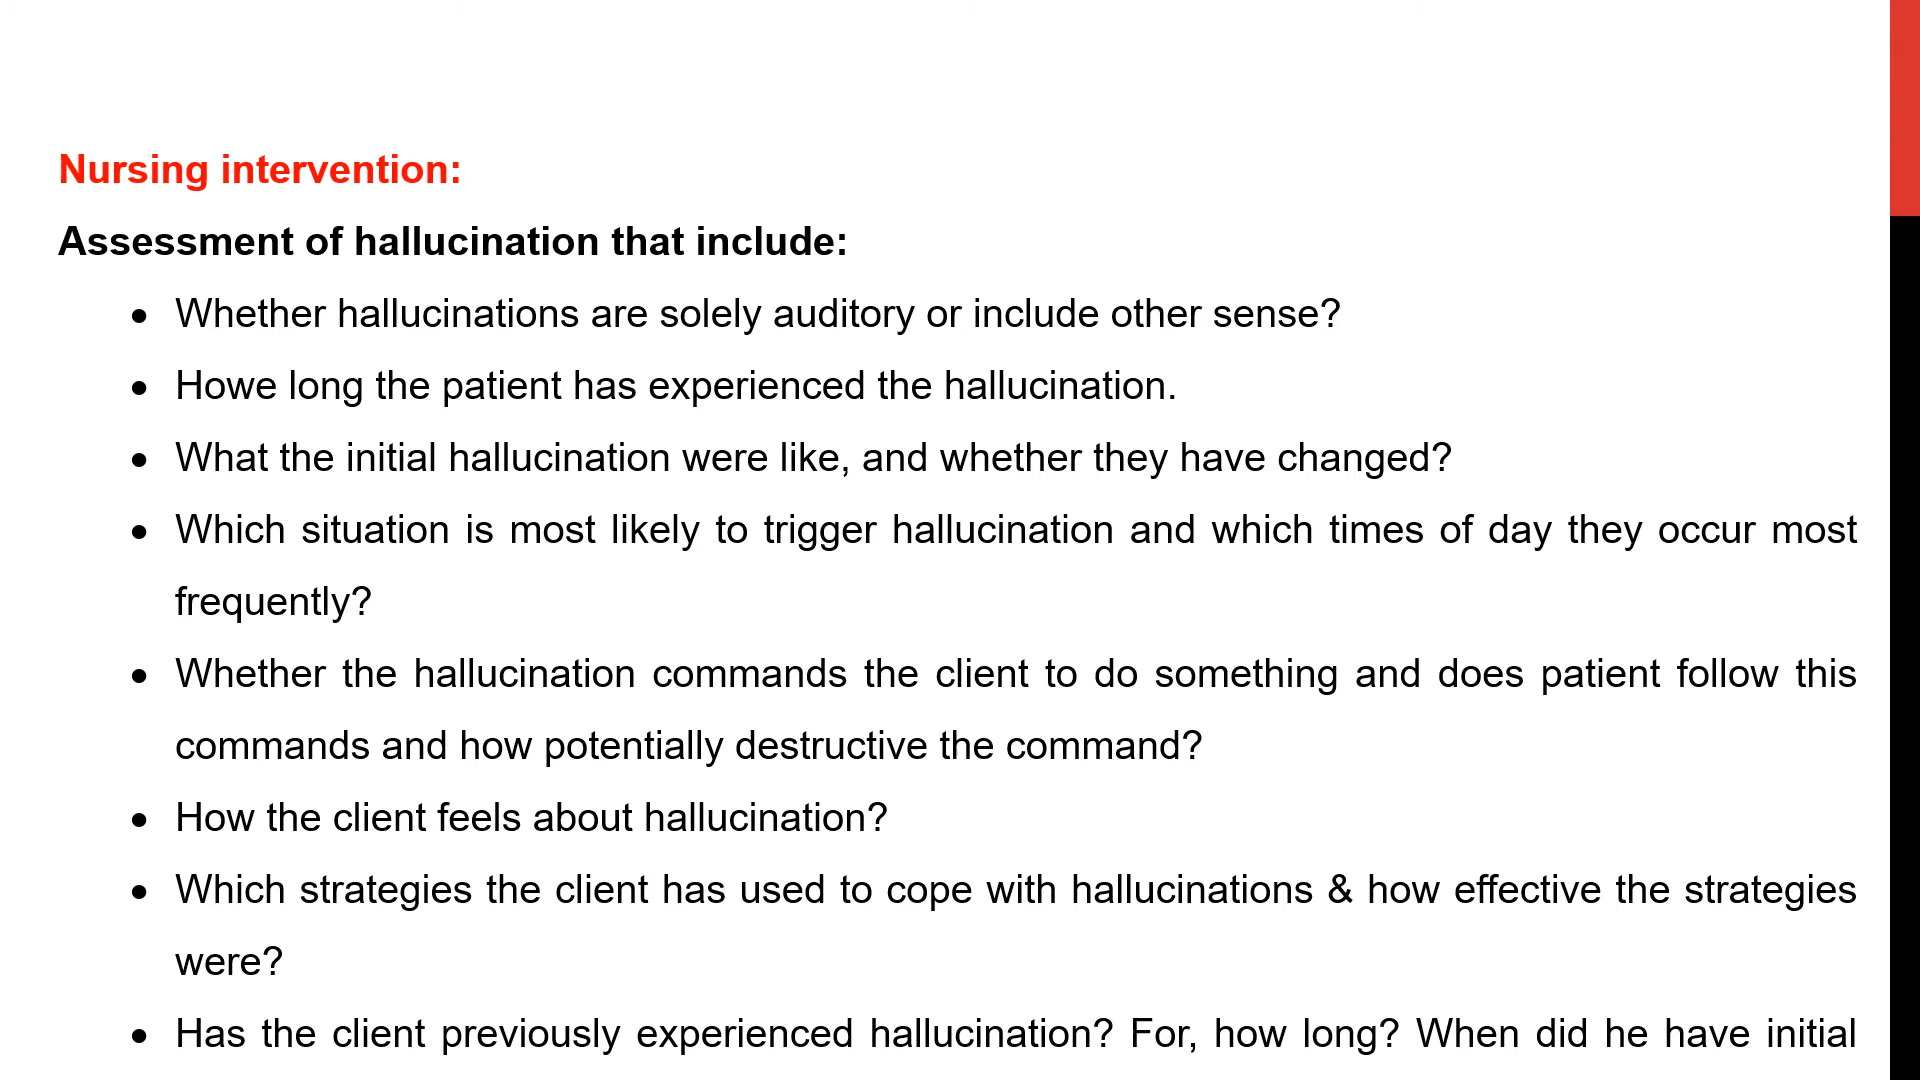 Nursing intervention:
Assessment of hallucination that include:
• Whether hallucinations are solely auditory or include other sense?
• Howe long the patient has experienced the hallucination.
• What the initial hallucination were like, and whether they have changed?
• Which situation is most likely to trigger hallucination and which times of day they occur most
frequently?
• Whether the hallucination commands the client to do something and does patient follow this
commands and how potentially destructive the command?
• How the client feels about hallucination?
• Which strategies the client has used to cope with hallucinations & how effective the strategies
were?
• Has the client previously experienced hallucination? For, how long? When did he have initial